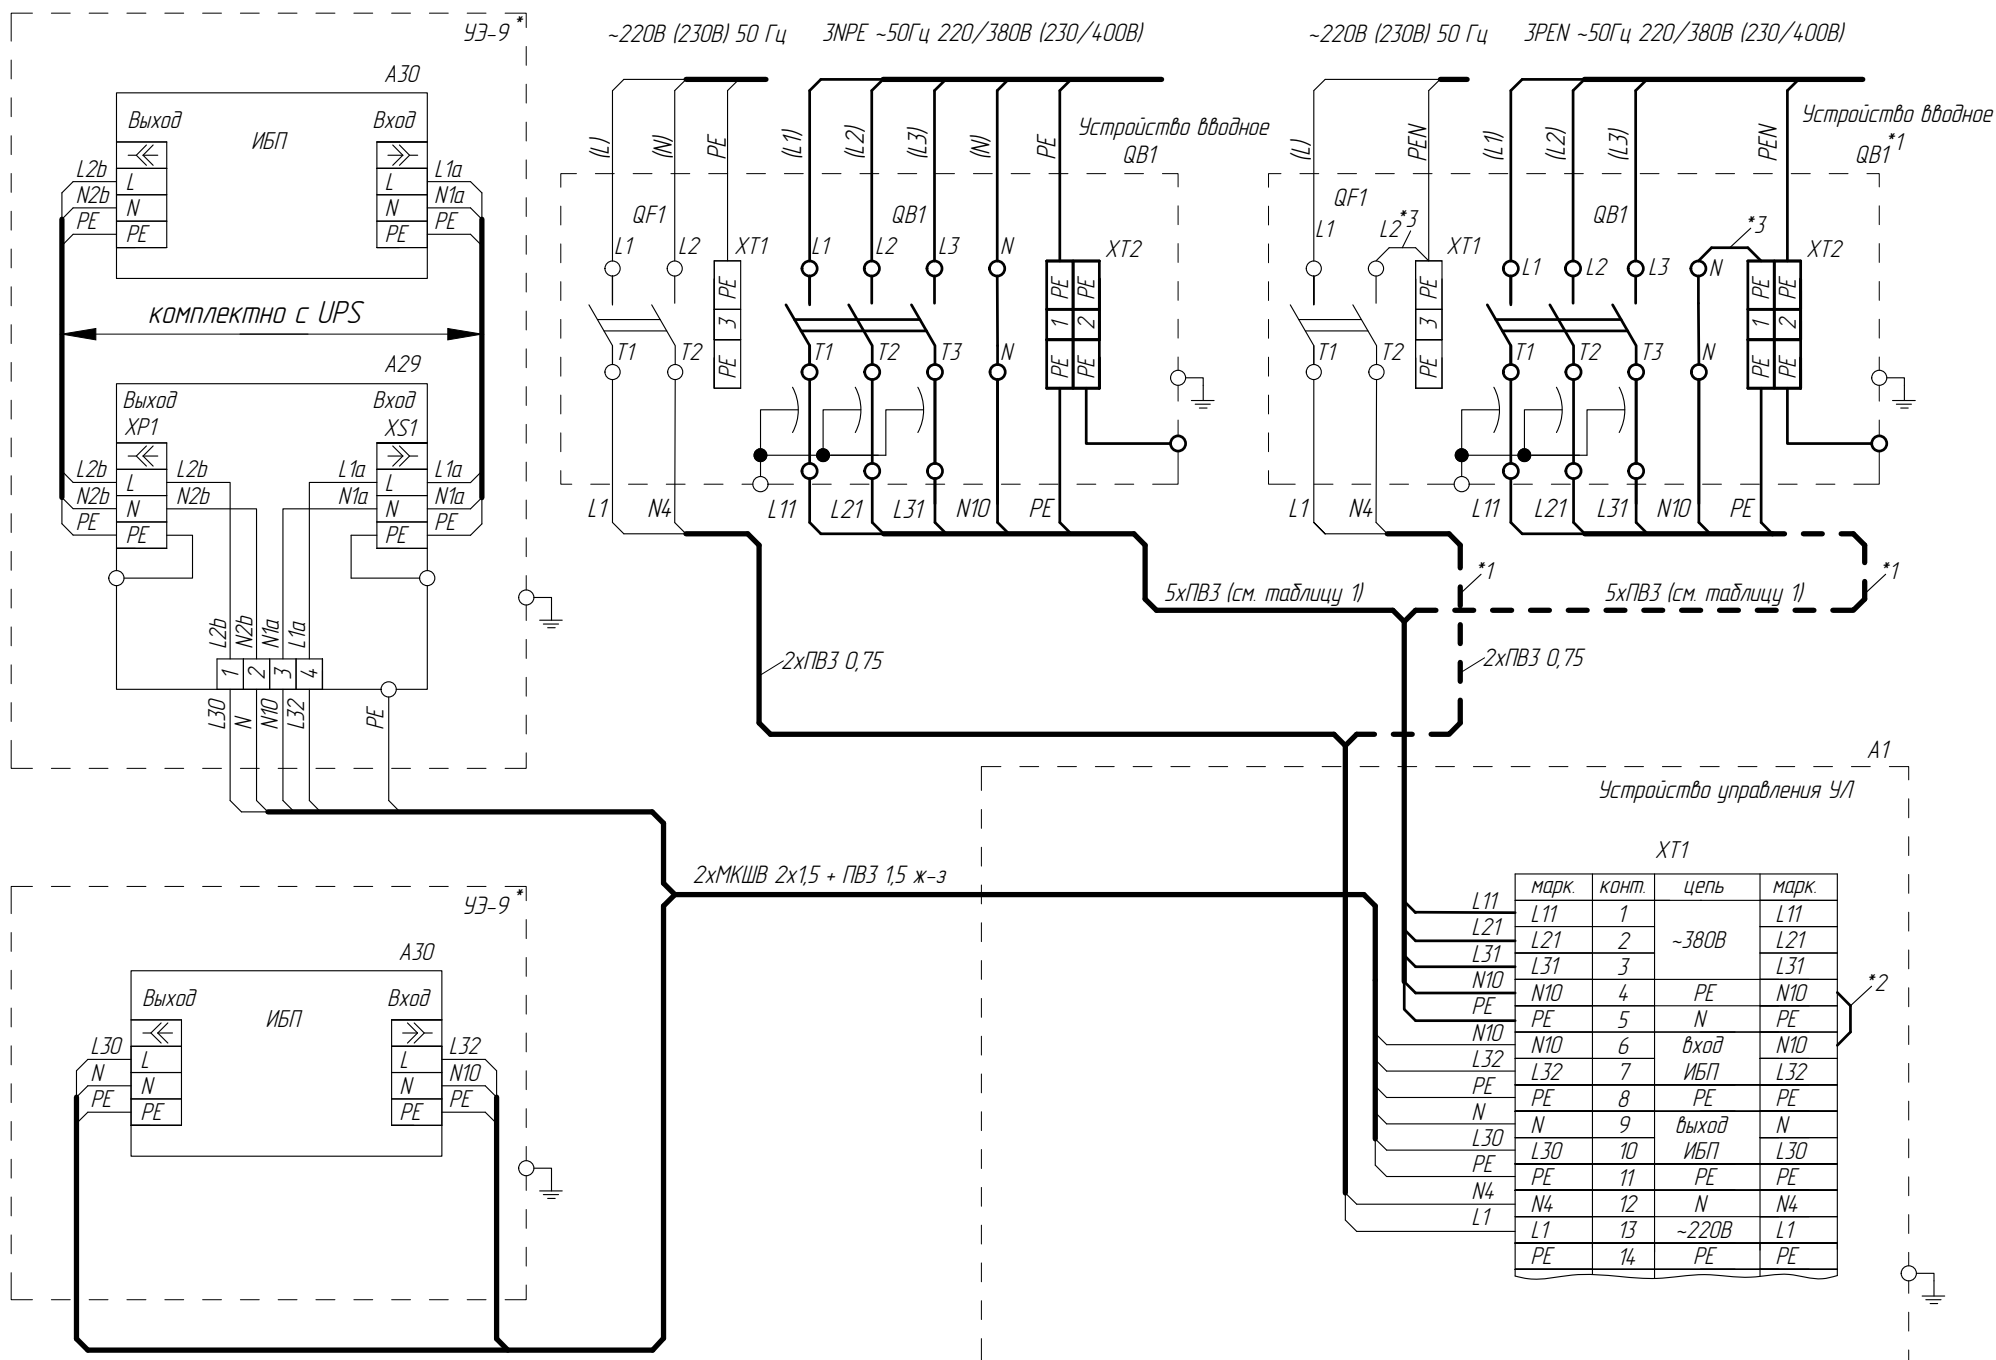 УЭ-9 *
А30
Выход
ИБП
Вход
L2b
L
L
L1a
N2b
N
N
N1a
PE
PE
PE
PE
комплектно с UPS
А29
Выход
XP1
Вход
XS1
L2b
L
L2b
L1a
L
L1a
N2b
N
N2b
N1a
N
N1a
PE
PE
PE
PE
L2b
N2b
N1a
L1a
1
2
3
4
L30
N
N10
L32
PE
УЭ-9 *
А30
Выход
ИБП
Вход
L30
L
L
L32
N
N
N
N10
PE
PE
PE
PE
~220В (230В) 50 Гц
3NPE ~50Гц 220/380В (230/400В)
(L)
(N)
PE
(L1)
(L2)
(L3)
(N)
PE
Устройство вводное
QB1
QF1
QB1
L1
L2
XT1
L1
L2
L3
N
XT2
PE
3
PE
PE
1
PE
PE
2
PE
T1
T2
T1
T2
T3
N
L1
N4
L11
L21
L31
N10
PE
~220В (230В) 50 Гц
3PEN ~50Гц 220/380В (230/400В)
(L)
PEN
(L1)
(L2)
(L3)
PEN
Устройство вводное
QB1 *1
QF1
QB1
L1
L2 *3
XT1
L1
L2
L3
N
*3
XT2
PE
3
PE
PE
1
PE
PE
2
PE
T1
T2
T1
T2
T3
N
L1
N4
L11
L21
L31
N10
PE
*1
*1
5хПВ3 (см. таблицу 1)
5хПВ3 (см. таблицу 1)
2хПВ3 0,75
2хПВ3 0,75
2хМКШВ 2х1,5 + ПВ3 1,5 ж-з
А1
Устройство управления УЛ
XT1
марк. конт. цепь марк.
L11 L11 1 L11
L21 L21 2 ~380В L21
L31 L31 3 L31
N10 N10 4 PE N10
*2
PE PE 5 N PE
N10 N10 6 вход N10
L32 L32 7 ИБП L32
PE PE 8 PE PE
N N 9 выход N
L30 L30 10 ИБП L30
PE PE 11 PE PE
N4 N4 12 N N4
L1 L1 13 ~220В L1
PE 14 PE PE